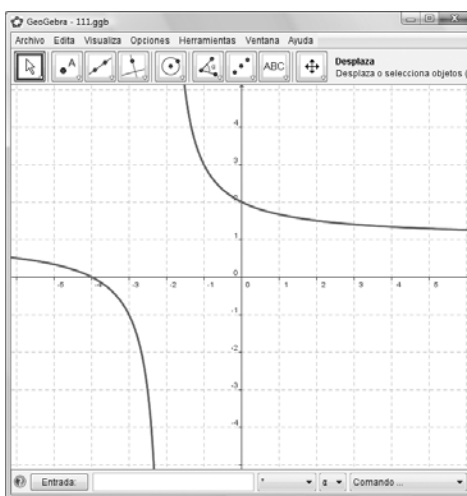 GeoGebra - 111.ggb
Archivo Edita Visualiza Opciones Herramientas Ventana Ayuda
A
ABC
Desplaza
Desplaza o selecciona objetos (
4
3
2
1
0
-5 -4 -3 -2 -1 0 1 2 3 4 5
-1
-2
-3
-4
Entrada:
α
Comando ...